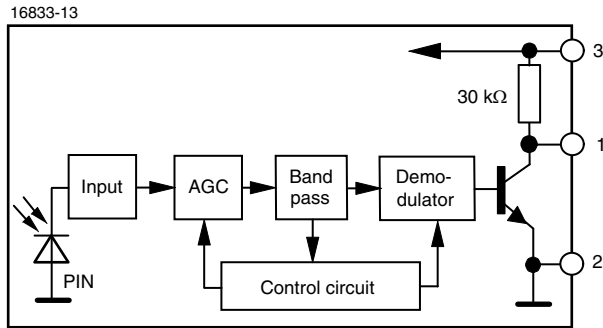 16833-13
3
30 kΩ
1
Input
AGC
Band
pass
Demo-
dulator
2
PIN
Control circuit